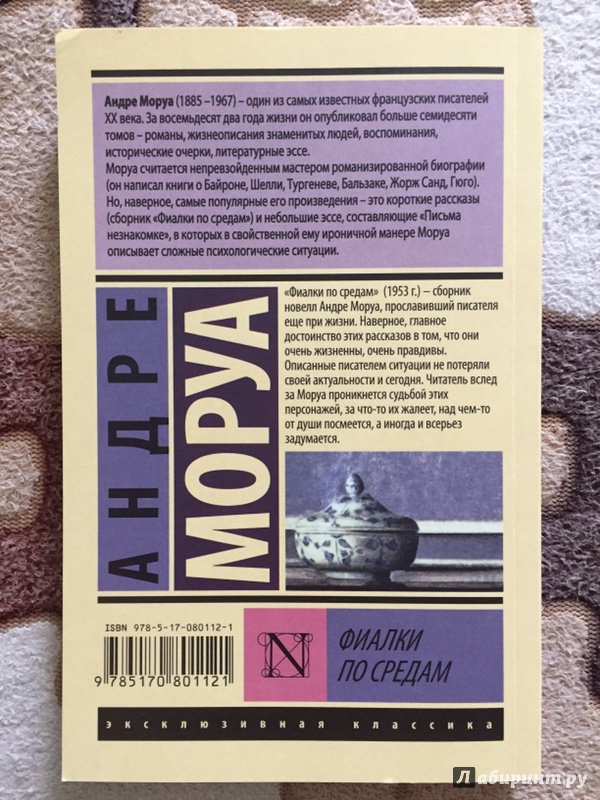 Андре Моруа (1885 –1967) – один из самых известных французских писателей
XX века. За восемьдесят два года жизни он опубликовал больше семидесяти
томов – романы, жизнеописания знаменитых людей, воспоминания,
исторические очерки, литературные эссе.
Моруа считается непревзойденным мастером романизированной биографии
(он написал книги о Байроне, Шелли, Тургеневе, Бальзаке, Жорж Санд, Гюго).
Но, наверное, самые популярные его произведения – это короткие рассказы
(сборник «Фиалки по средам») и небольшие эссе, составляющие «Письма
незнакомке», в которых в свойственной ему ироничной манере Моруа
описывает сложные психологические ситуации.
АНДРЕ
МОРУА
«Фиалки по средам» (1953 г.) – сборник
новелл Андре Моруа, прославивший писателя
еще при жизни. Наверное, главное
достоинство этих рассказов в том, что они
очень жизненны, очень правдивы.
Описанные писателем ситуации не потеряли
своей актуальности и сегодня. Читатель вслед
за Моруа проникнется судьбой этих
персонажей, за что-то их жалеет, над чем-то
от души посмеется, а иногда и всерьез
задумается.
ISBN 978-5-17-080112-1
9 785170 801121
N
ФИАЛКИ
ПО СРЕДАМ
эксклюзивная классика
Лабиринт.ру